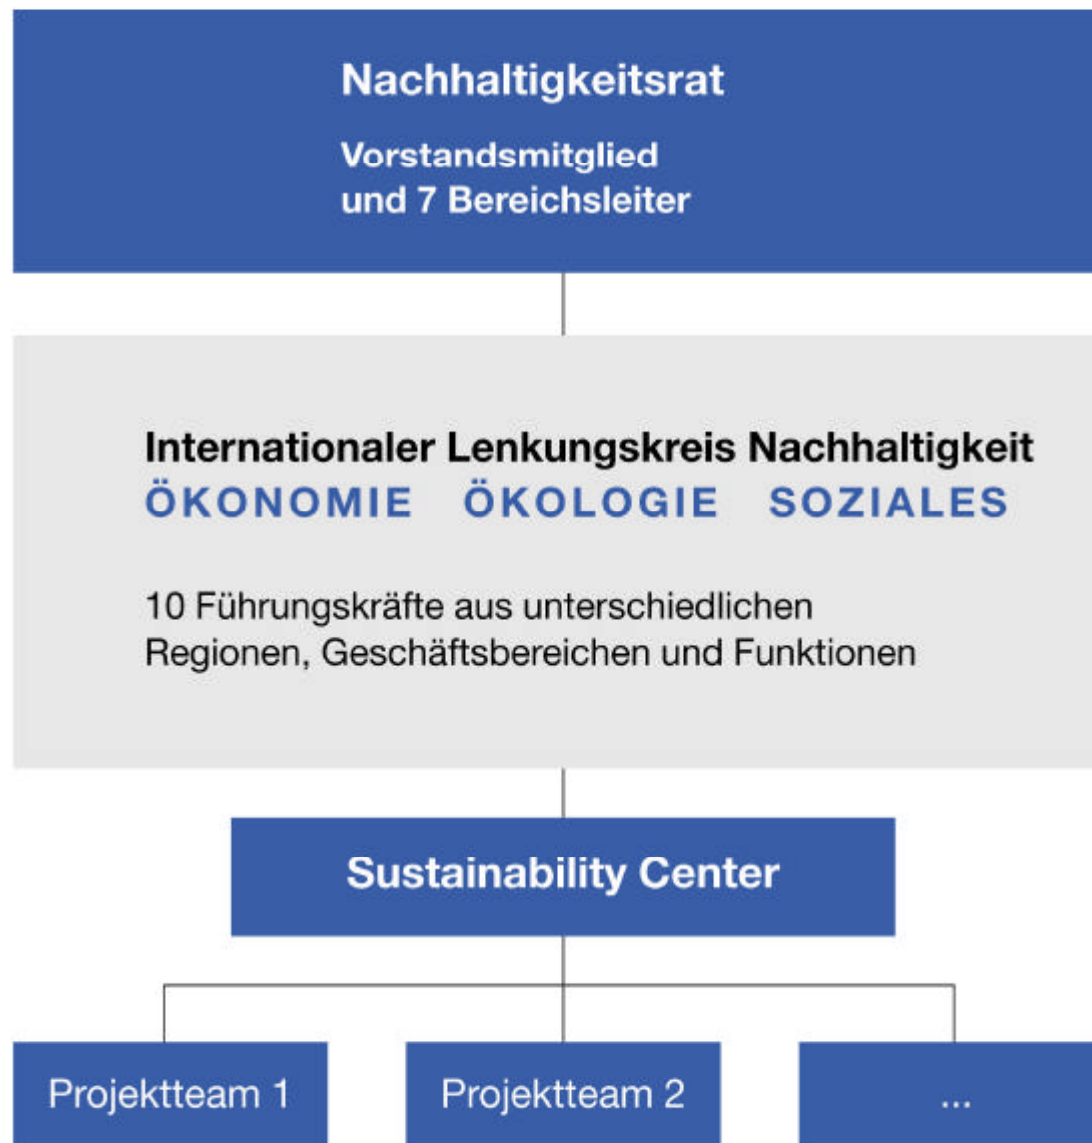 Nachhaltigkeitsrat
Vorstandsmitglied
und 7 Bereichsleiter
Internationaler Lenkungskreis Nachhaltigkeit
ÖKONOMIE ÖKOLOGIE SOZIALES
10 Führungskräfte aus unterschiedlichen
Regionen, Geschäftsbereichen und Funktionen
Sustainability Center
Projektteam 1
Projektteam 2
...